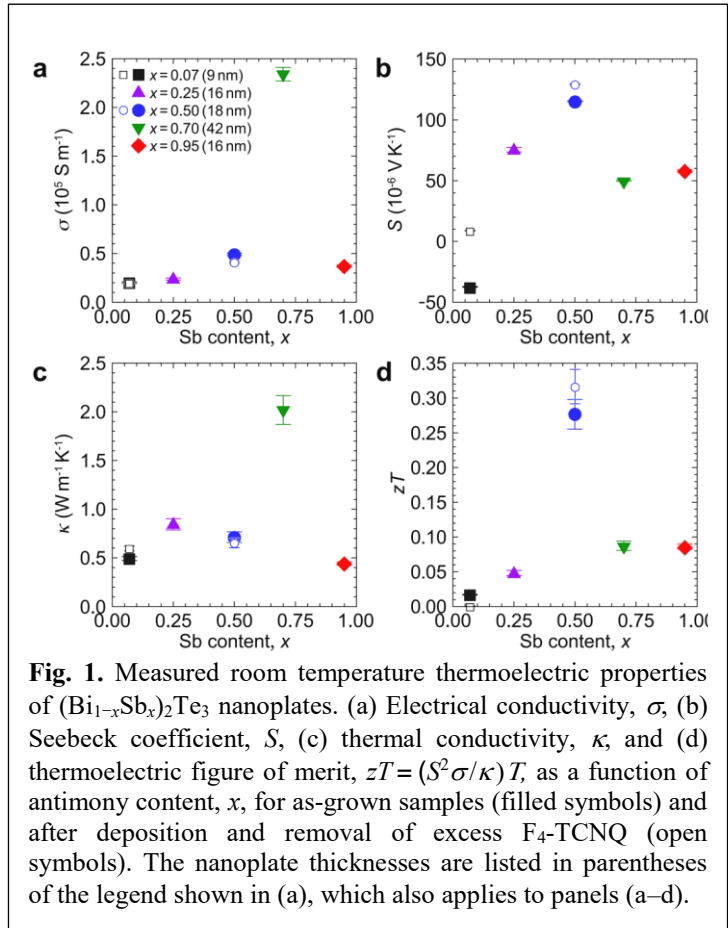 a
2.5
2.0
1.5
1.0
0.5
0.0
σ (10⁵ S m⁻¹)
x = 0.07 (9 nm)
x = 0.25 (16 nm)
x = 0.50 (18 nm)
x = 0.70 (42 nm)
x = 0.95 (16 nm)
0.00 0.25 0.50 0.75 1.00
Sb content, x
b
150
100
50
0
−50
S (10⁻⁶ V K⁻¹)
0.00 0.25 0.50 0.75 1.00
Sb content, x
c
2.5
2.0
1.5
1.0
0.5
0.0
κ (W m⁻¹ K⁻¹)
0.00 0.25 0.50 0.75 1.00
Sb content, x
d
0.35
0.30
0.25
0.20
0.15
0.10
0.05
0.00
zT
0.00 0.25 0.50 0.75 1.00
Sb content, x
Fig. 1. Measured room temperature thermoelectric properties
of (Bi₁₋ₓSbₓ)₂Te₃ nanoplates. (a) Electrical conductivity, σ, (b)
Seebeck coefficient, S, (c) thermal conductivity, κ, and (d)
thermoelectric figure of merit, zT = (S²σ/κ) T, as a function of
antimony content, x, for as-grown samples (filled symbols) and
after deposition and removal of excess F₄-TCNQ (open
symbols). The nanoplate thicknesses are listed in parentheses
of the legend shown in (a), which also applies to panels (a–d).